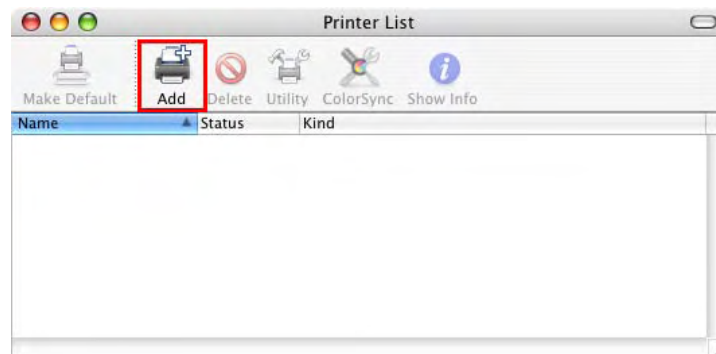 Printer List
Make Default Add Delete Utility ColorSync Show Info
Name Status Kind